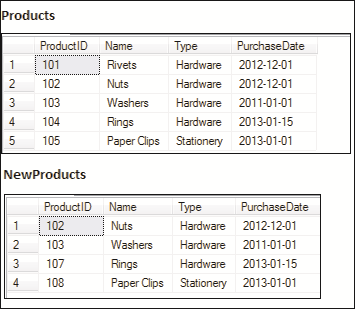 Products
ProductID Name Type PurchaseDate
1 101 Rivets Hardware 2012-12-01
2 102 Nuts Hardware 2012-12-01
3 103 Washers Hardware 2011-01-01
4 104 Rings Hardware 2013-01-15
5 105 Paper Clips Stationery 2013-01-01
NewProducts
ProductID Name Type PurchaseDate
1 102 Nuts Hardware 2012-12-01
2 103 Washers Hardware 2011-01-01
3 107 Rings Hardware 2013-01-15
4 108 Paper Clips Stationery 2013-01-01